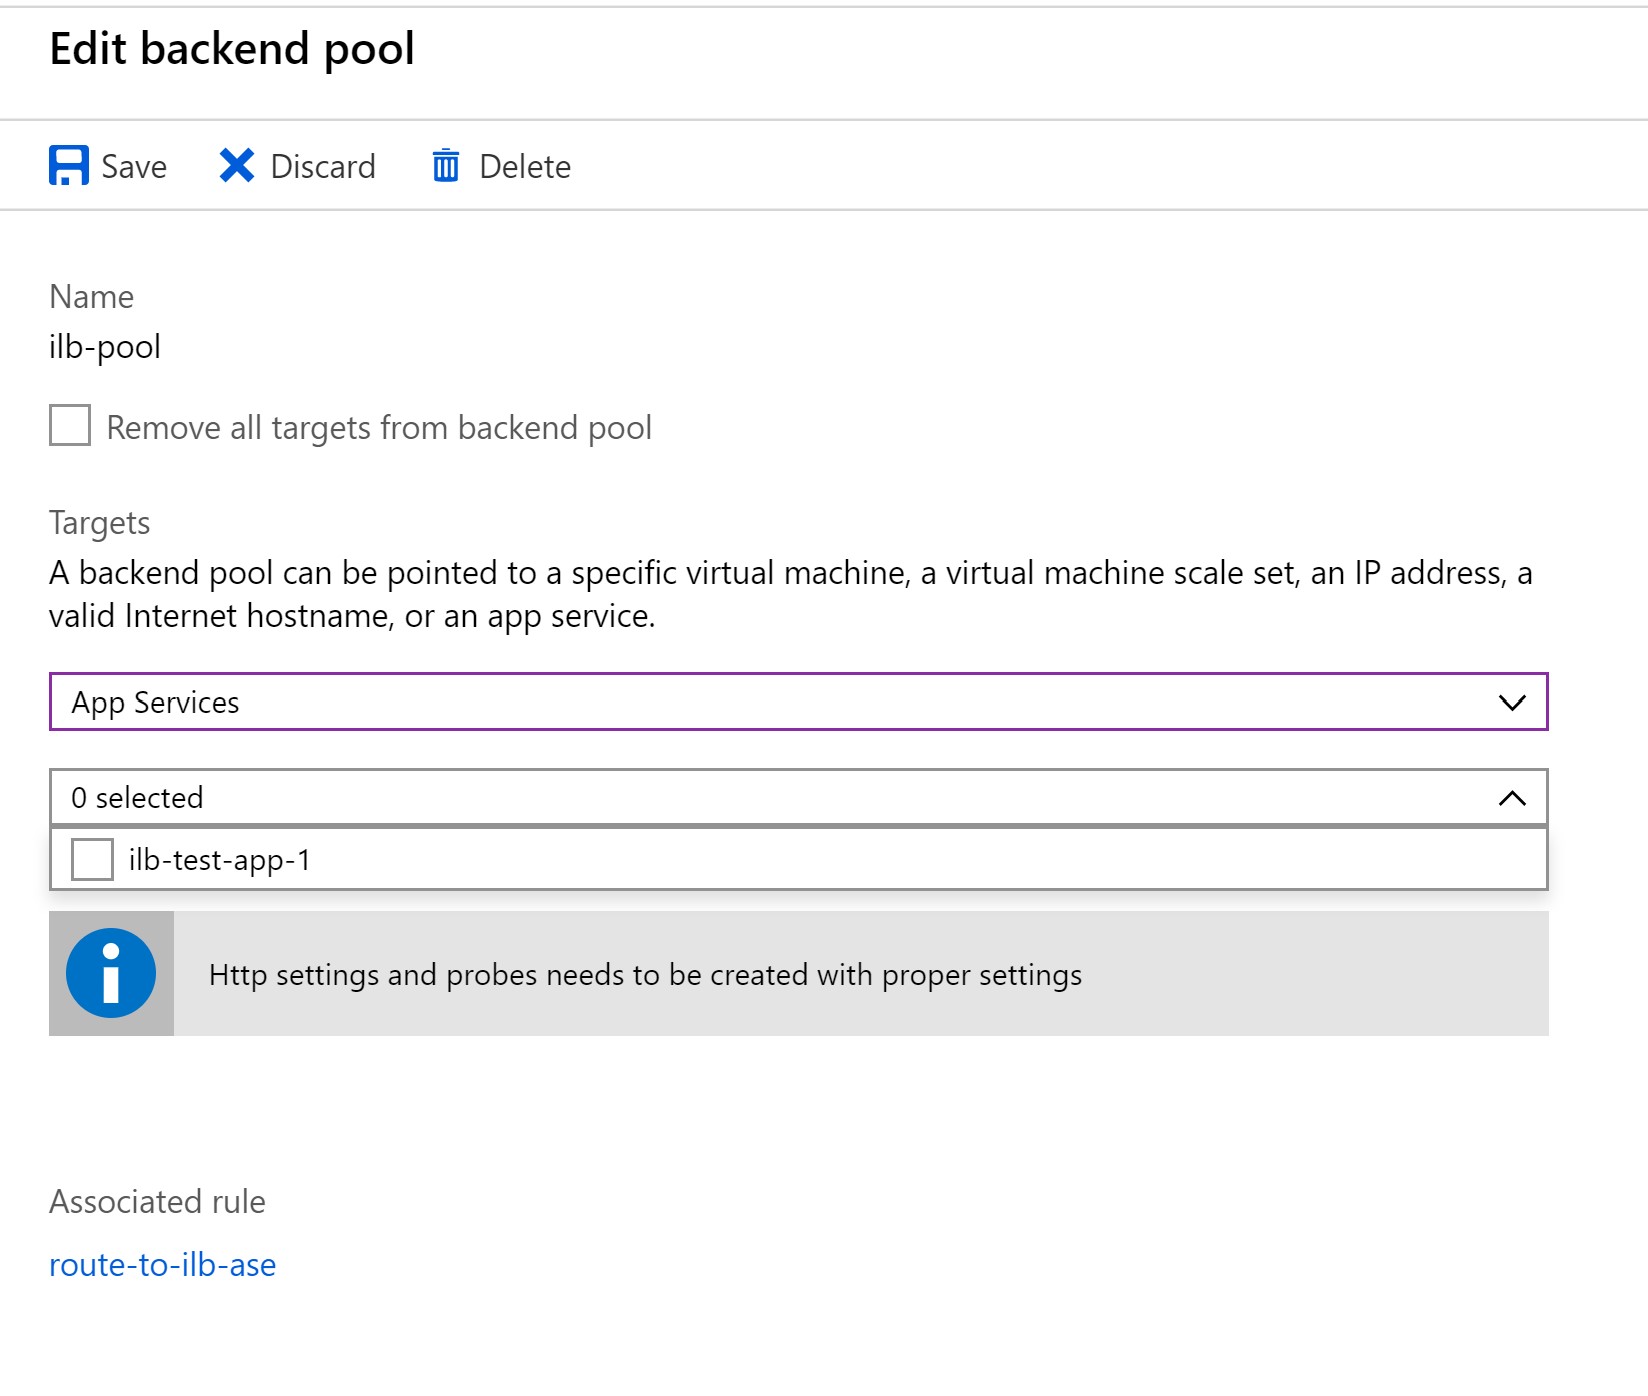 Edit backend pool
Save Discard Delete
Name
ilb-pool
Remove all targets from backend pool
Targets
A backend pool can be pointed to a specific virtual machine, a virtual machine scale set, an IP address, a
valid Internet hostname, or an app service.
App Services
0 selected
ilb-test-app-1
Http settings and probes needs to be created with proper settings
Associated rule
route-to-ilb-ase